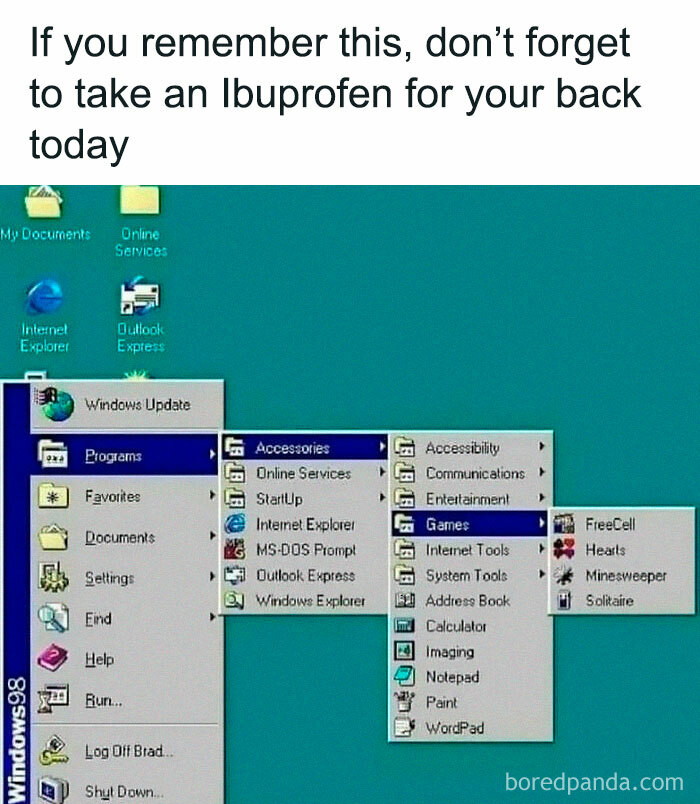 If you remember this, don’t forget
to take an Ibuprofen for your back
today
My Documents
Online
Services
Internet
Explorer
Outlook
Express
Windows Update
Programs
Favorites
Documents
Settings
Find
Help
Run...
Log Off Brad...
Shut Down...
Windows98
Accessories
Online Services
StartUp
Internet Explorer
MS-DOS Prompt
Outlook Express
Windows Explorer
Accessibility
Communications
Entertainment
Games
Internet Tools
System Tools
Address Book
Calculator
Imaging
Notepad
Paint
WordPad
FreeCell
Hearts
Minesweeper
Solitaire
boredpanda.com